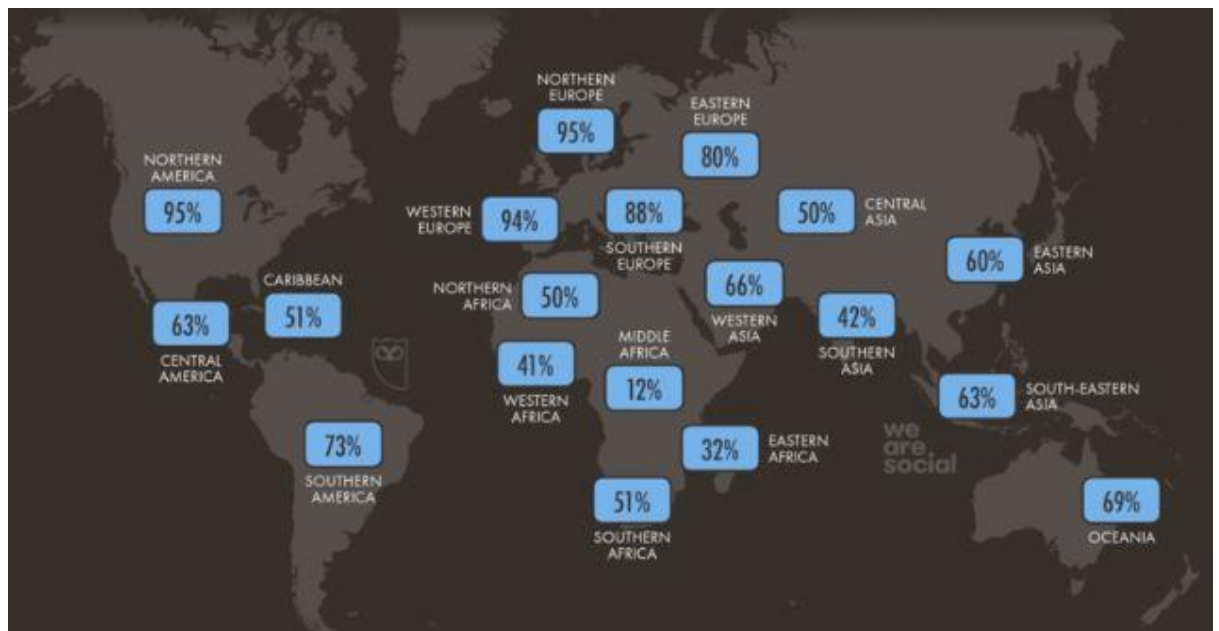 NORTHERN
EUROPE
95%
EASTERN
EUROPE
80%
NORTHERN
AMERICA
95%
WESTERN
EUROPE
94%
88%
SOUTHERN
EUROPE
50%
CENTRAL
ASIA
60%
EASTERN
ASIA
CARIBBEAN
51%
NORTHERN
AFRICA
50%
66%
WESTERN
ASIA
63%
CENTRAL
AMERICA
42%
SOUTHERN
ASIA
MIDDLE
AFRICA
12%
41%
WESTERN
AFRICA
63%
SOUTH-EASTERN
ASIA
73%
SOUTHERN
AMERICA
32%
EASTERN
AFRICA
we
are
social
51%
SOUTHERN
AFRICA
69%
OCEANIA